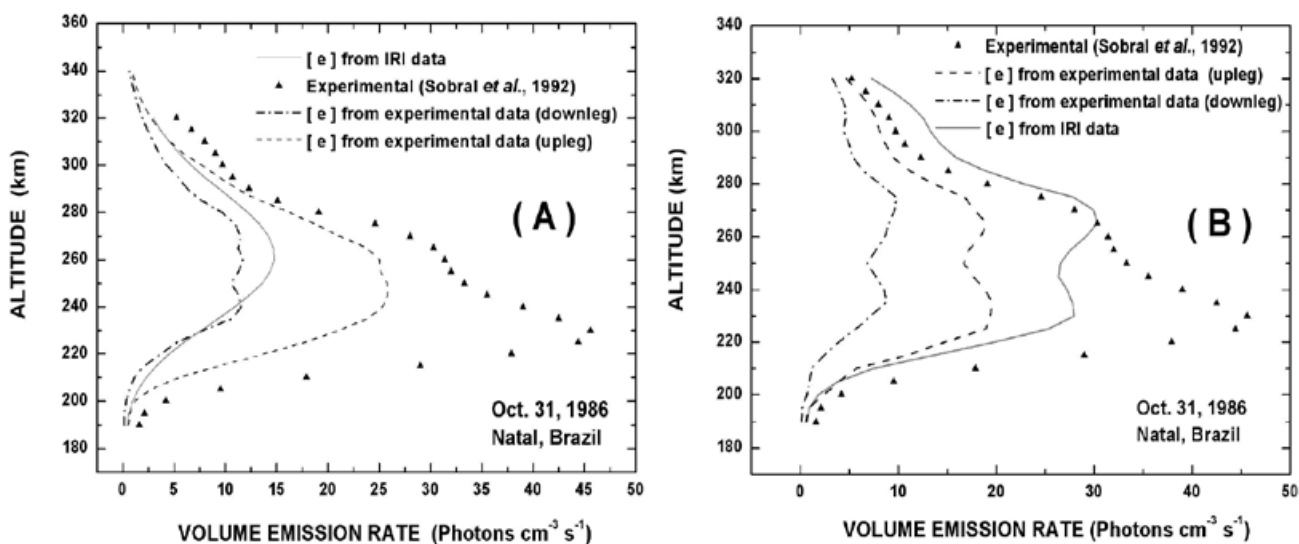 360
340
320
300
280
260
240
220
200
180
ALTITUDE (km)
[ e ] from IRI data
Experimental (Sobral et al., 1992)
[ e ] from experimental data (downleg)
[ e ] from experimental data (upleg)
( A )
Oct. 31, 1986
Natal, Brazil
0 5 10 15 20 25 30 35 40 45 50
VOLUME EMISSION RATE (Photons cm⁻³ s⁻¹)
340
320
300
280
260
240
220
200
180
ALTITUDE (km)
Experimental (Sobral et al., 1992)
[ e ] from experimental data (upleg)
[ e ] from experimental data (downleg)
[ e ] from IRI data
( B )
Oct. 31, 1986
Natal, Brazil
0 10 20 30 40 50
VOLUME EMISSION RATE (Photons cm⁻³ s⁻¹)